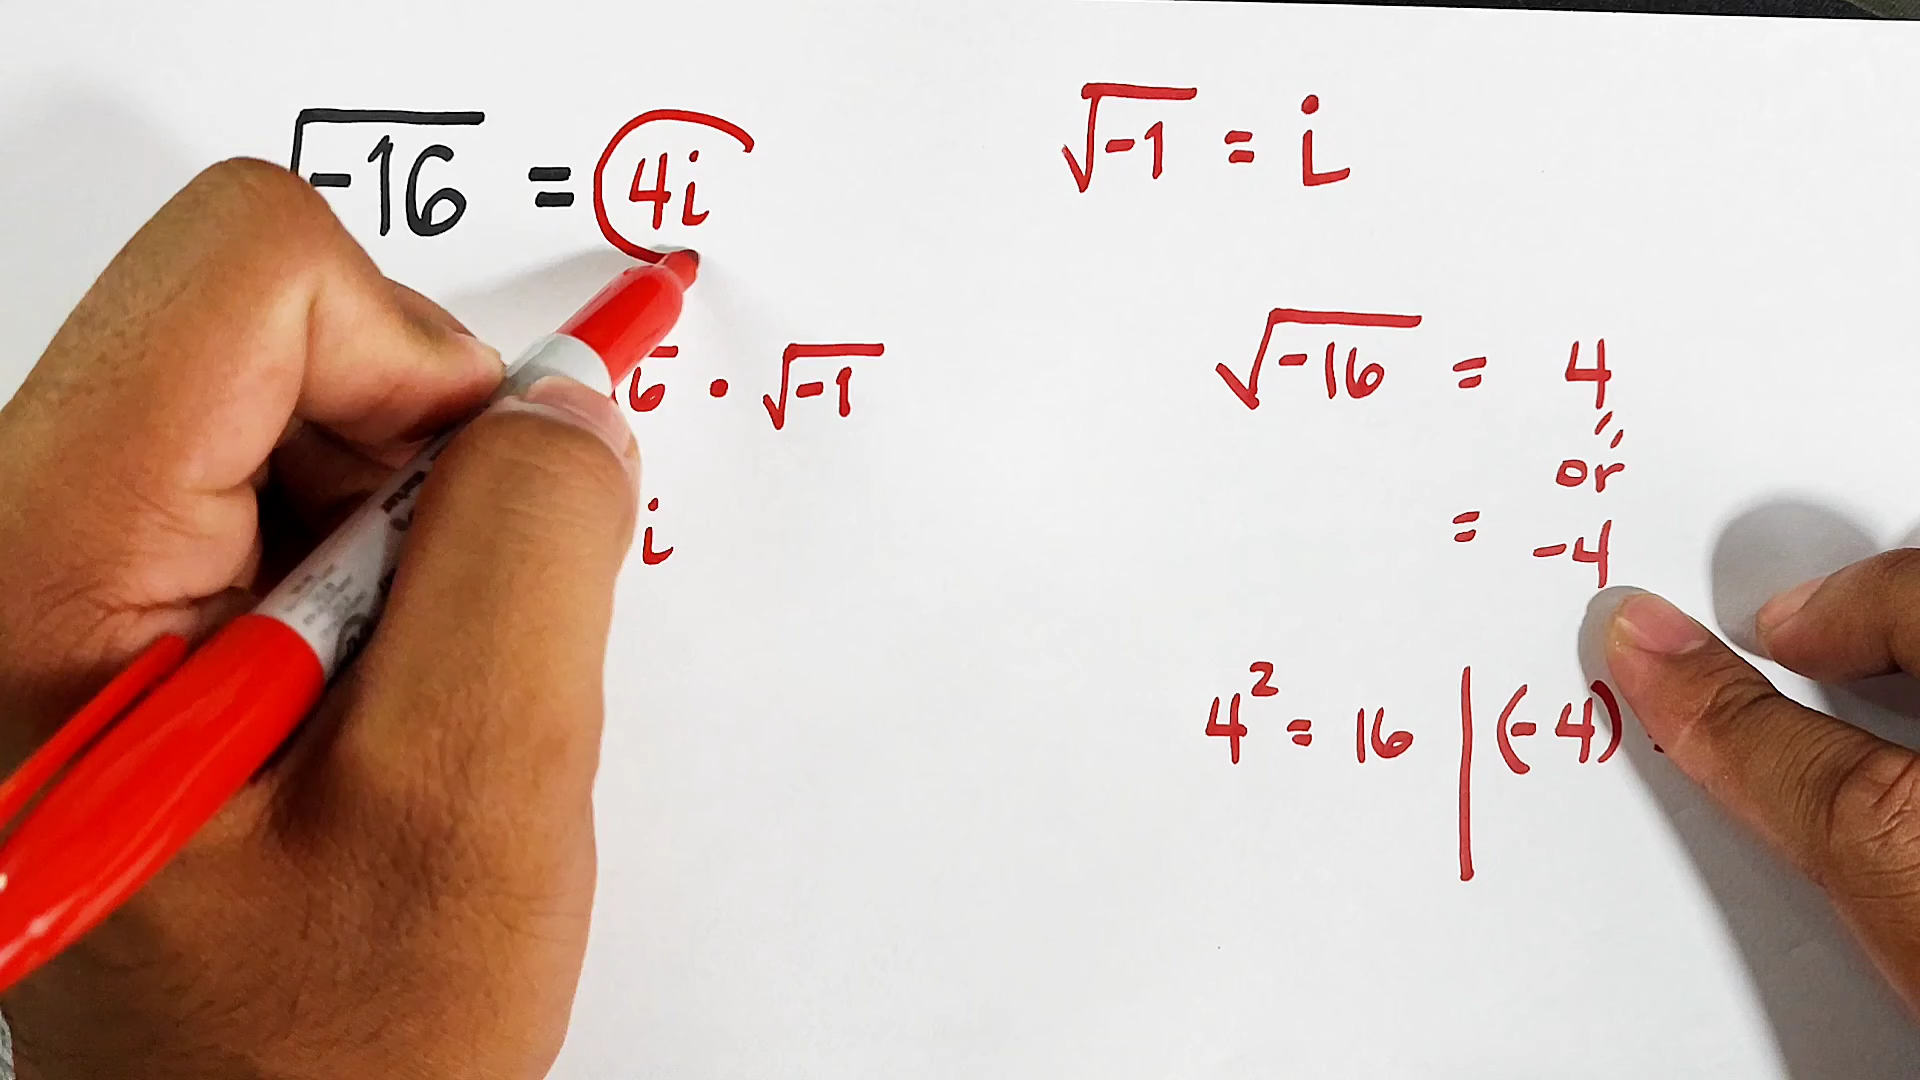 √-16 = 4i
6 · √-1
i
√-1 = i
√-16 = 4
or
= -4
4² = 16 | (-4)